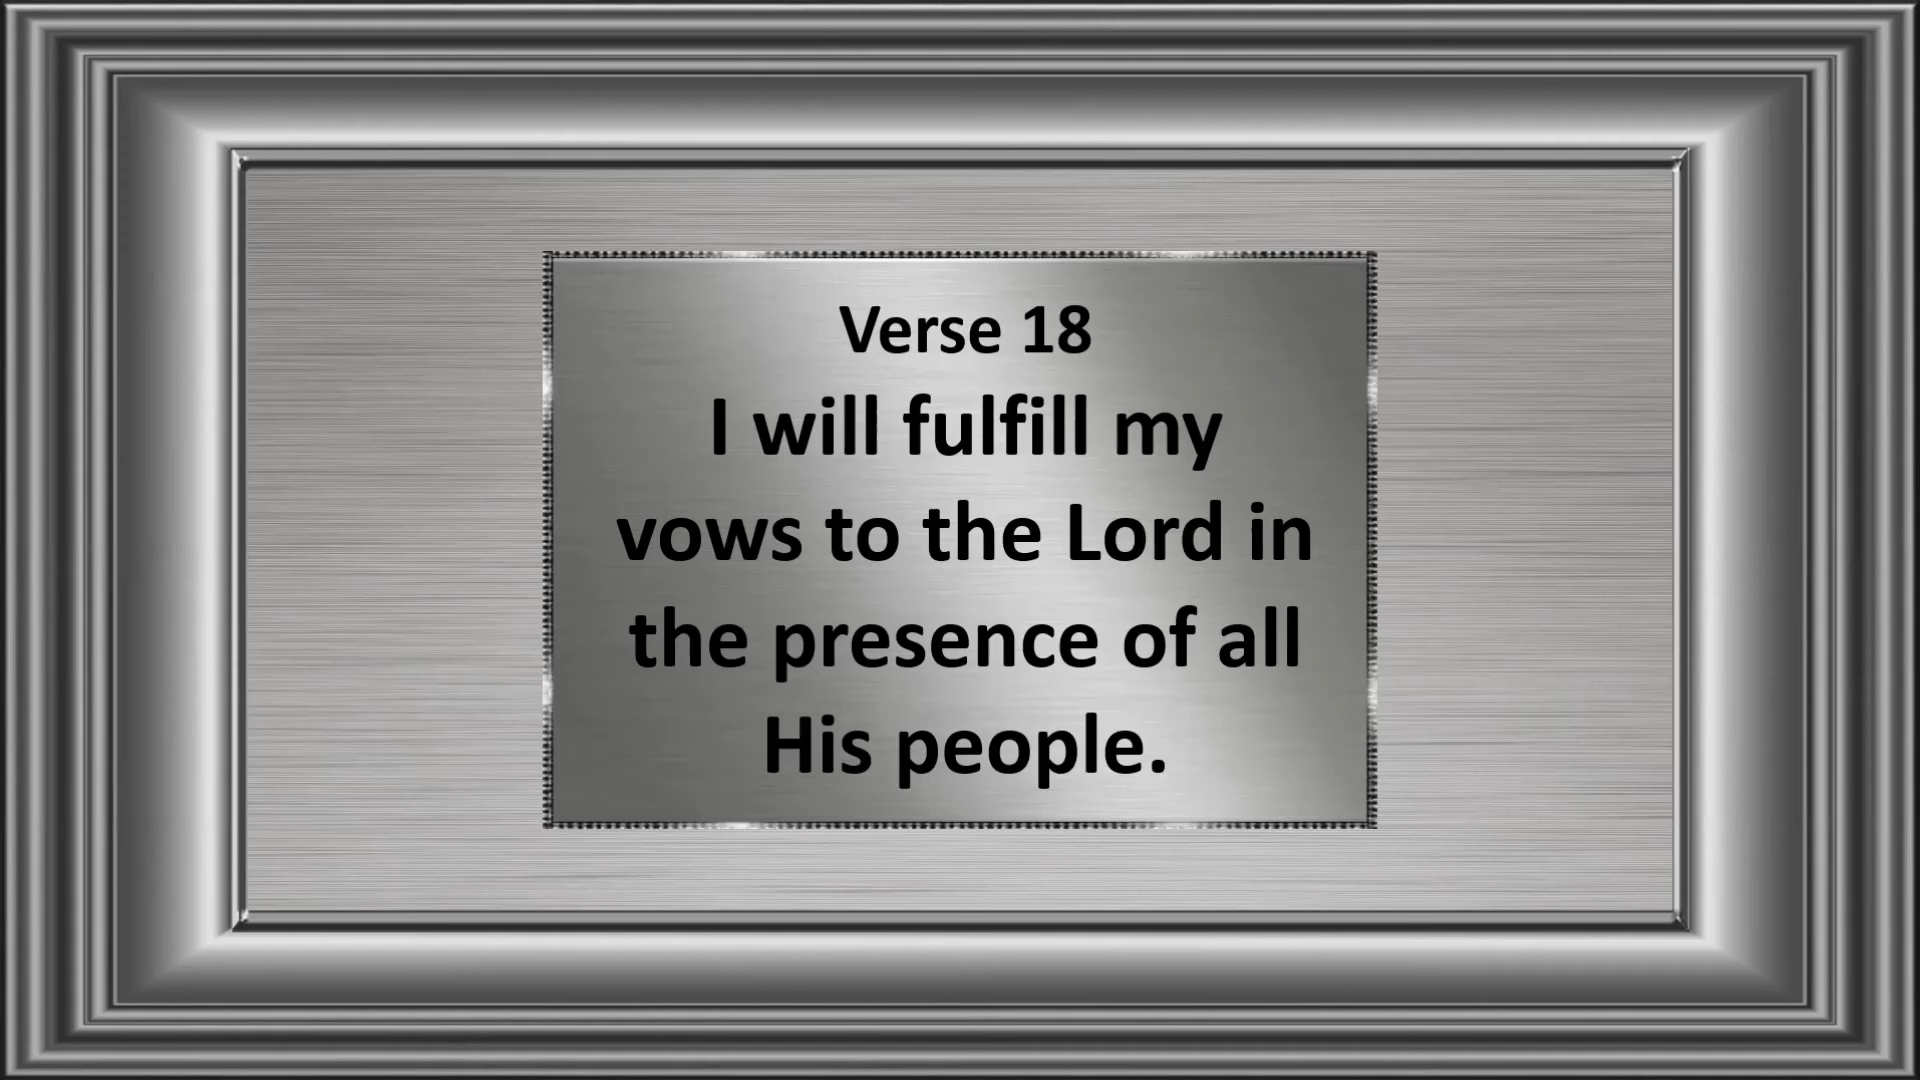 Verse 18
I will fulfill my
vows to the Lord in
the presence of all
His people.